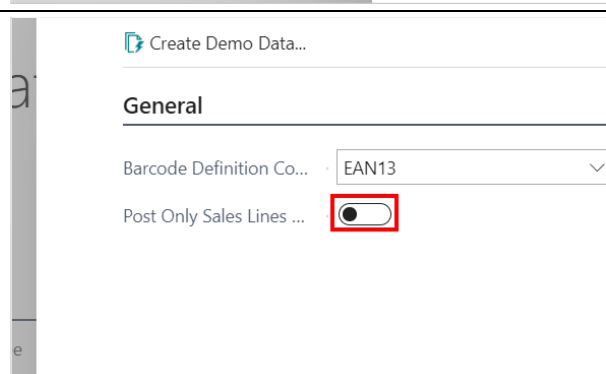 Create Demo Data...
General
Barcode Definition Co... EAN13
Post Only Sales Lines ...
e